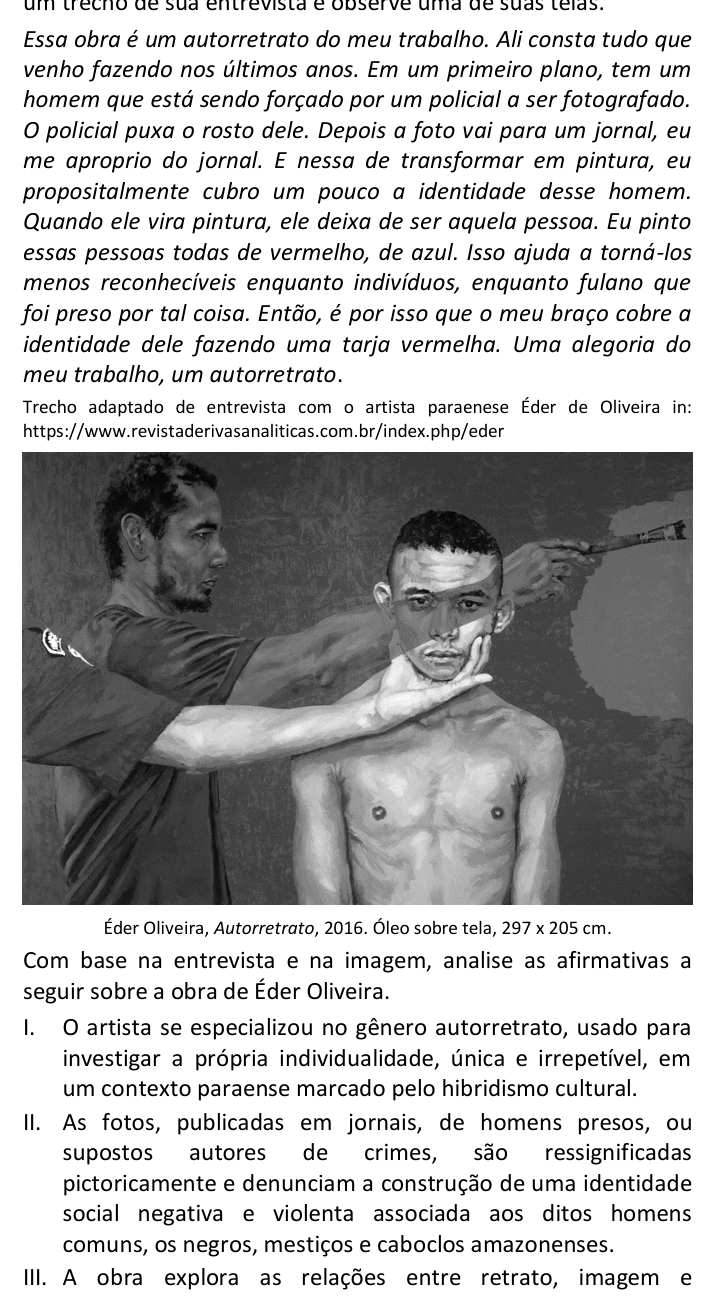 um trecho de sua entrevista e observe uma de suas telas.
Essa obra é um autorretrato do meu trabalho. Ali consta tudo que
venho fazendo nos últimos anos. Em um primeiro plano, tem um
homem que está sendo forçado por um policial a ser fotografado.
O policial puxa o rosto dele. Depois a foto vai para um jornal, eu
me aproprio do jornal. E nessa de transformar em pintura, eu
propositalmente cubro um pouco a identidade desse homem.
Quando ele vira pintura, ele deixa de ser aquela pessoa. Eu pinto
essas pessoas todas de vermelho, de azul. Isso ajuda a torná-los
menos reconhecíveis enquanto indivíduos, enquanto fulano que
foi preso por tal coisa. Então, é por isso que o meu braço cobre a
identidade dele fazendo uma tarja vermelha. Uma alegoria do
meu trabalho, um autorretrato.
Trecho adaptado de entrevista com o artista paraense Éder de Oliveira in:
https://www.revistaderivasanaliticas.com.br/index.php/eder
Éder Oliveira, Autorretrato, 2016. Óleo sobre tela, 297 x 205 cm.
Com base na entrevista e na imagem, analise as afirmativas a
seguir sobre a obra de Éder Oliveira.
I. O artista se especializou no gênero autorretrato, usado para
investigar a própria individualidade, única e irrepetível, em
um contexto paraense marcado pelo hibridismo cultural.
II. As fotos, publicadas em jornais, de homens presos, ou
supostos autores de crimes, são ressignificadas
pictoricamente e denunciam a construção de uma identidade
social negativa e violenta associada aos ditos homens
comuns, os negros, mestiços e caboclos amazonenses.
III. A obra explora as relações entre retrato, imagem e